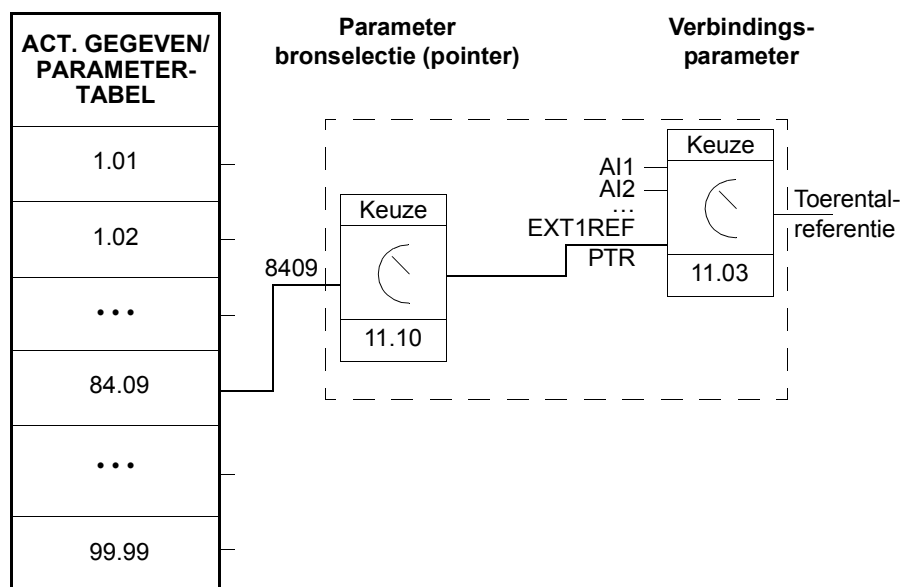 ACT. GEGEVEN/
PARAMETER-
TABEL
1.01
1.02
•••
84.09
•••
99.99
Parameter
bronselectie (pointer)
8409
Keuze
11.10
Verbindings-
parameter
AI1
AI2
...
EXT1REF
PTR
Keuze
11.03
Toerental-
referentie